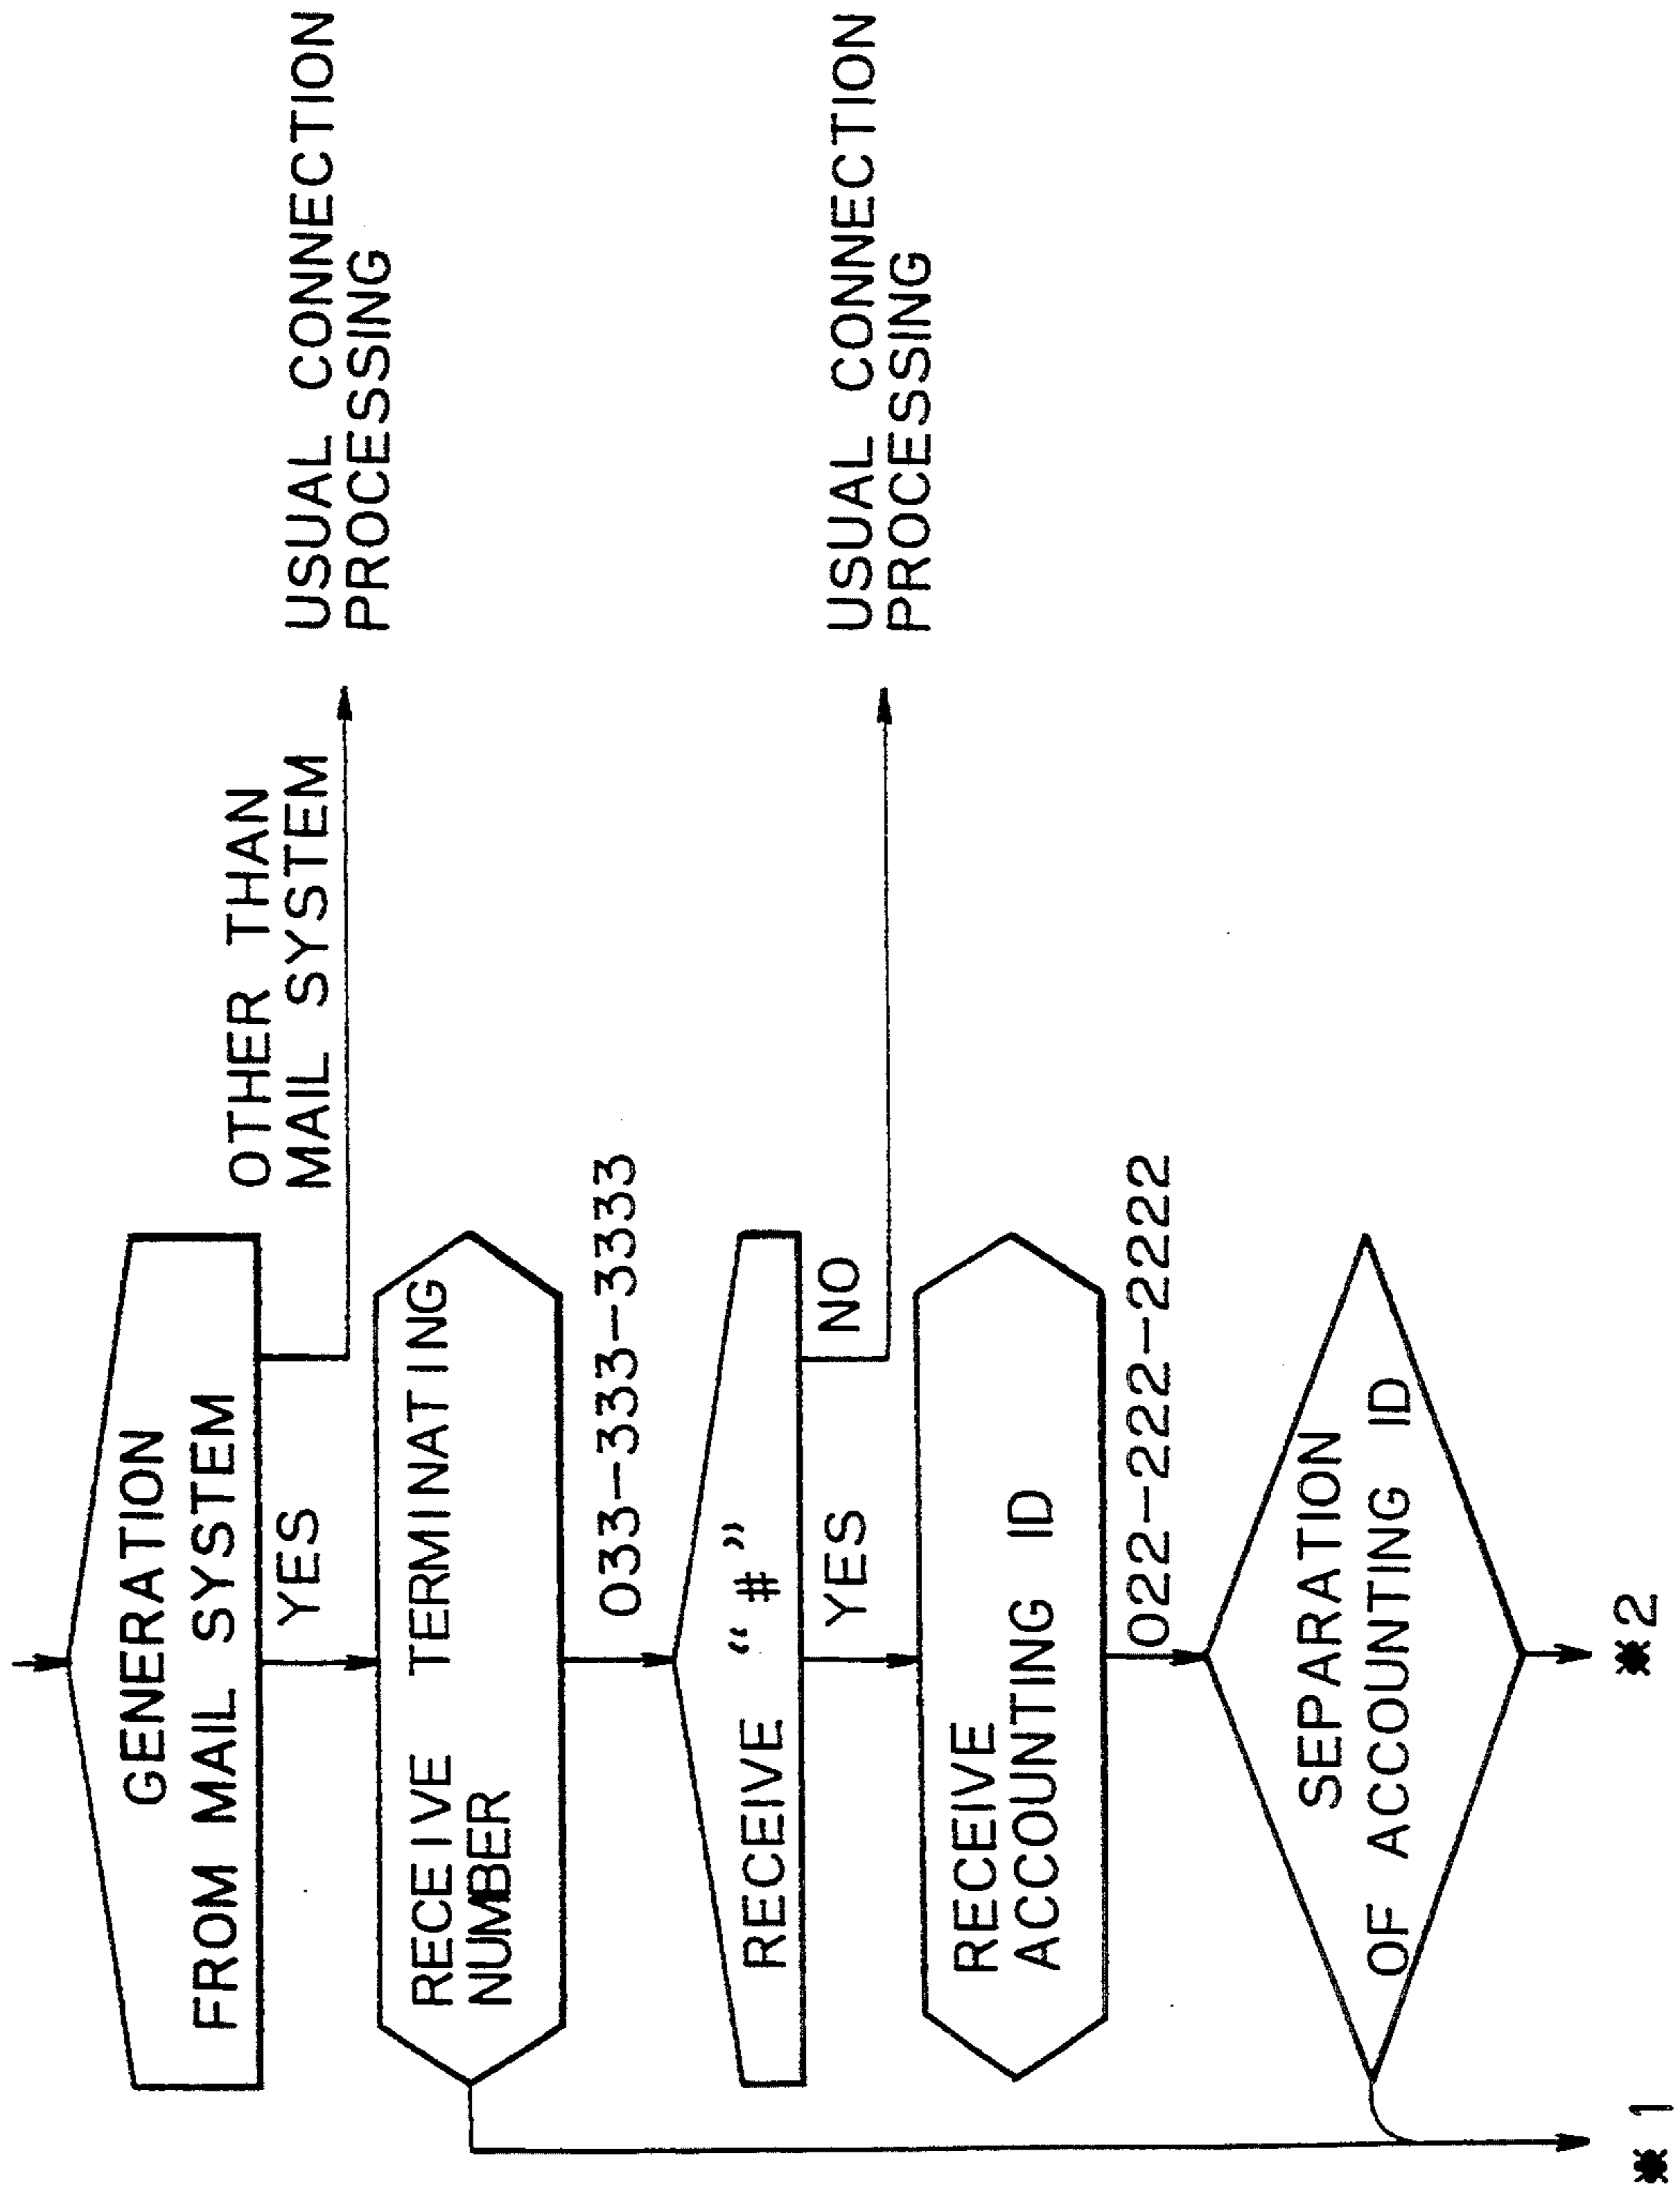 GENERATION
FROM MAIL SYSTEM
YES
OTHER THAN
MAIL SYSTEM
USUAL CONNECTION
PROCESSING
RECEIVE TERMINATING
NUMBER
033-333-3333
RECEIVE “#”
YES
NO
USUAL CONNECTION
PROCESSING
RECEIVE
ACCOUNTING ID
022-222-2222
SEPARATION
OF ACCOUNTING ID
※1
※2